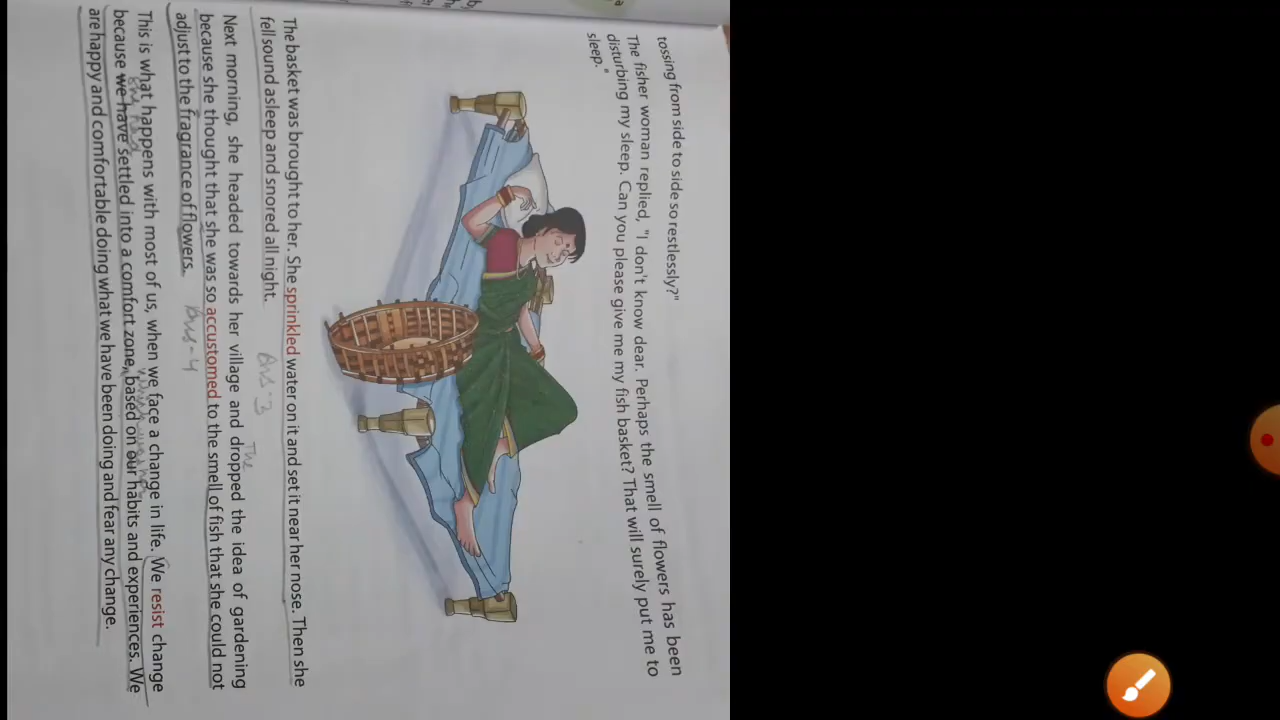 tossing from side to side so restlessly?"
The fisher woman replied, "I don't know dear. Perhaps the smell of flowers has been
disturbing my sleep. Can you please give me my fish basket? That will surely put me to
sleep."
The basket was brought to her. She sprinkled water on it and set it near her nose. Then she
fell sound asleep and snored all night.
Ans-3
The
Next morning, she headed towards her village and dropped the idea of gardening
because she thought that she was so accustomed to the smell of fish that she could not
adjust to the fragrance of flowers.
Ans-4
This is what happens with most of us, when we face a change in life. We resist change
she had
because we have settled into a comfort zone, based on our habits and experiences. We
are happy and comfortable doing what we have been doing and fear any change.